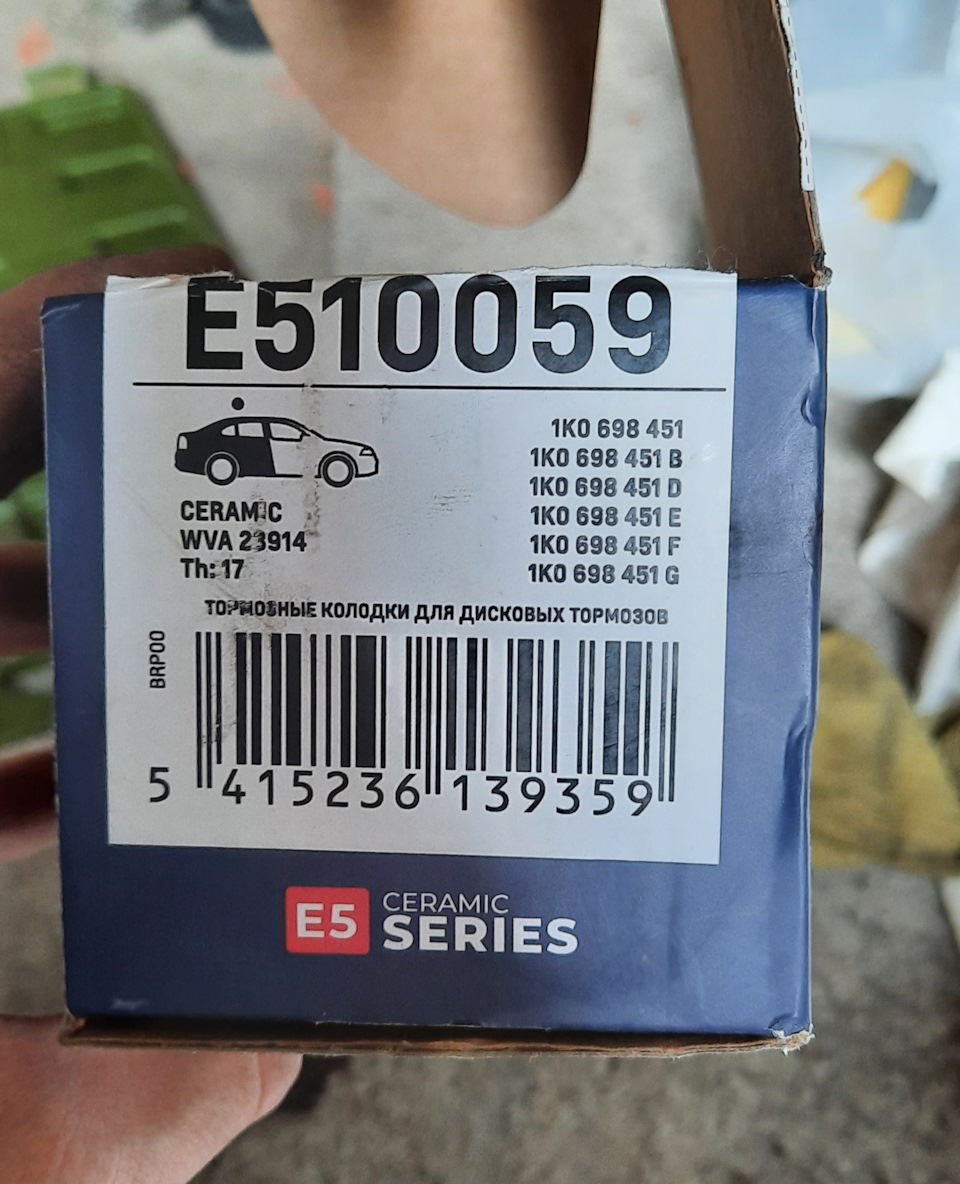 E510059
1K0 698 451
1K0 698 451 B
1K0 698 451 D
1K0 698 451 E
1K0 698 451 F
1K0 698 451 G
CERAMIC
WVA 23914
Th: 17
ТОРМОЗНЫЕ КОЛОДКИ ДЛЯ ДИСКОВЫХ ТОРМОЗОВ
BRP00
5 415236 139359
E5 CERAMIC
SERIES